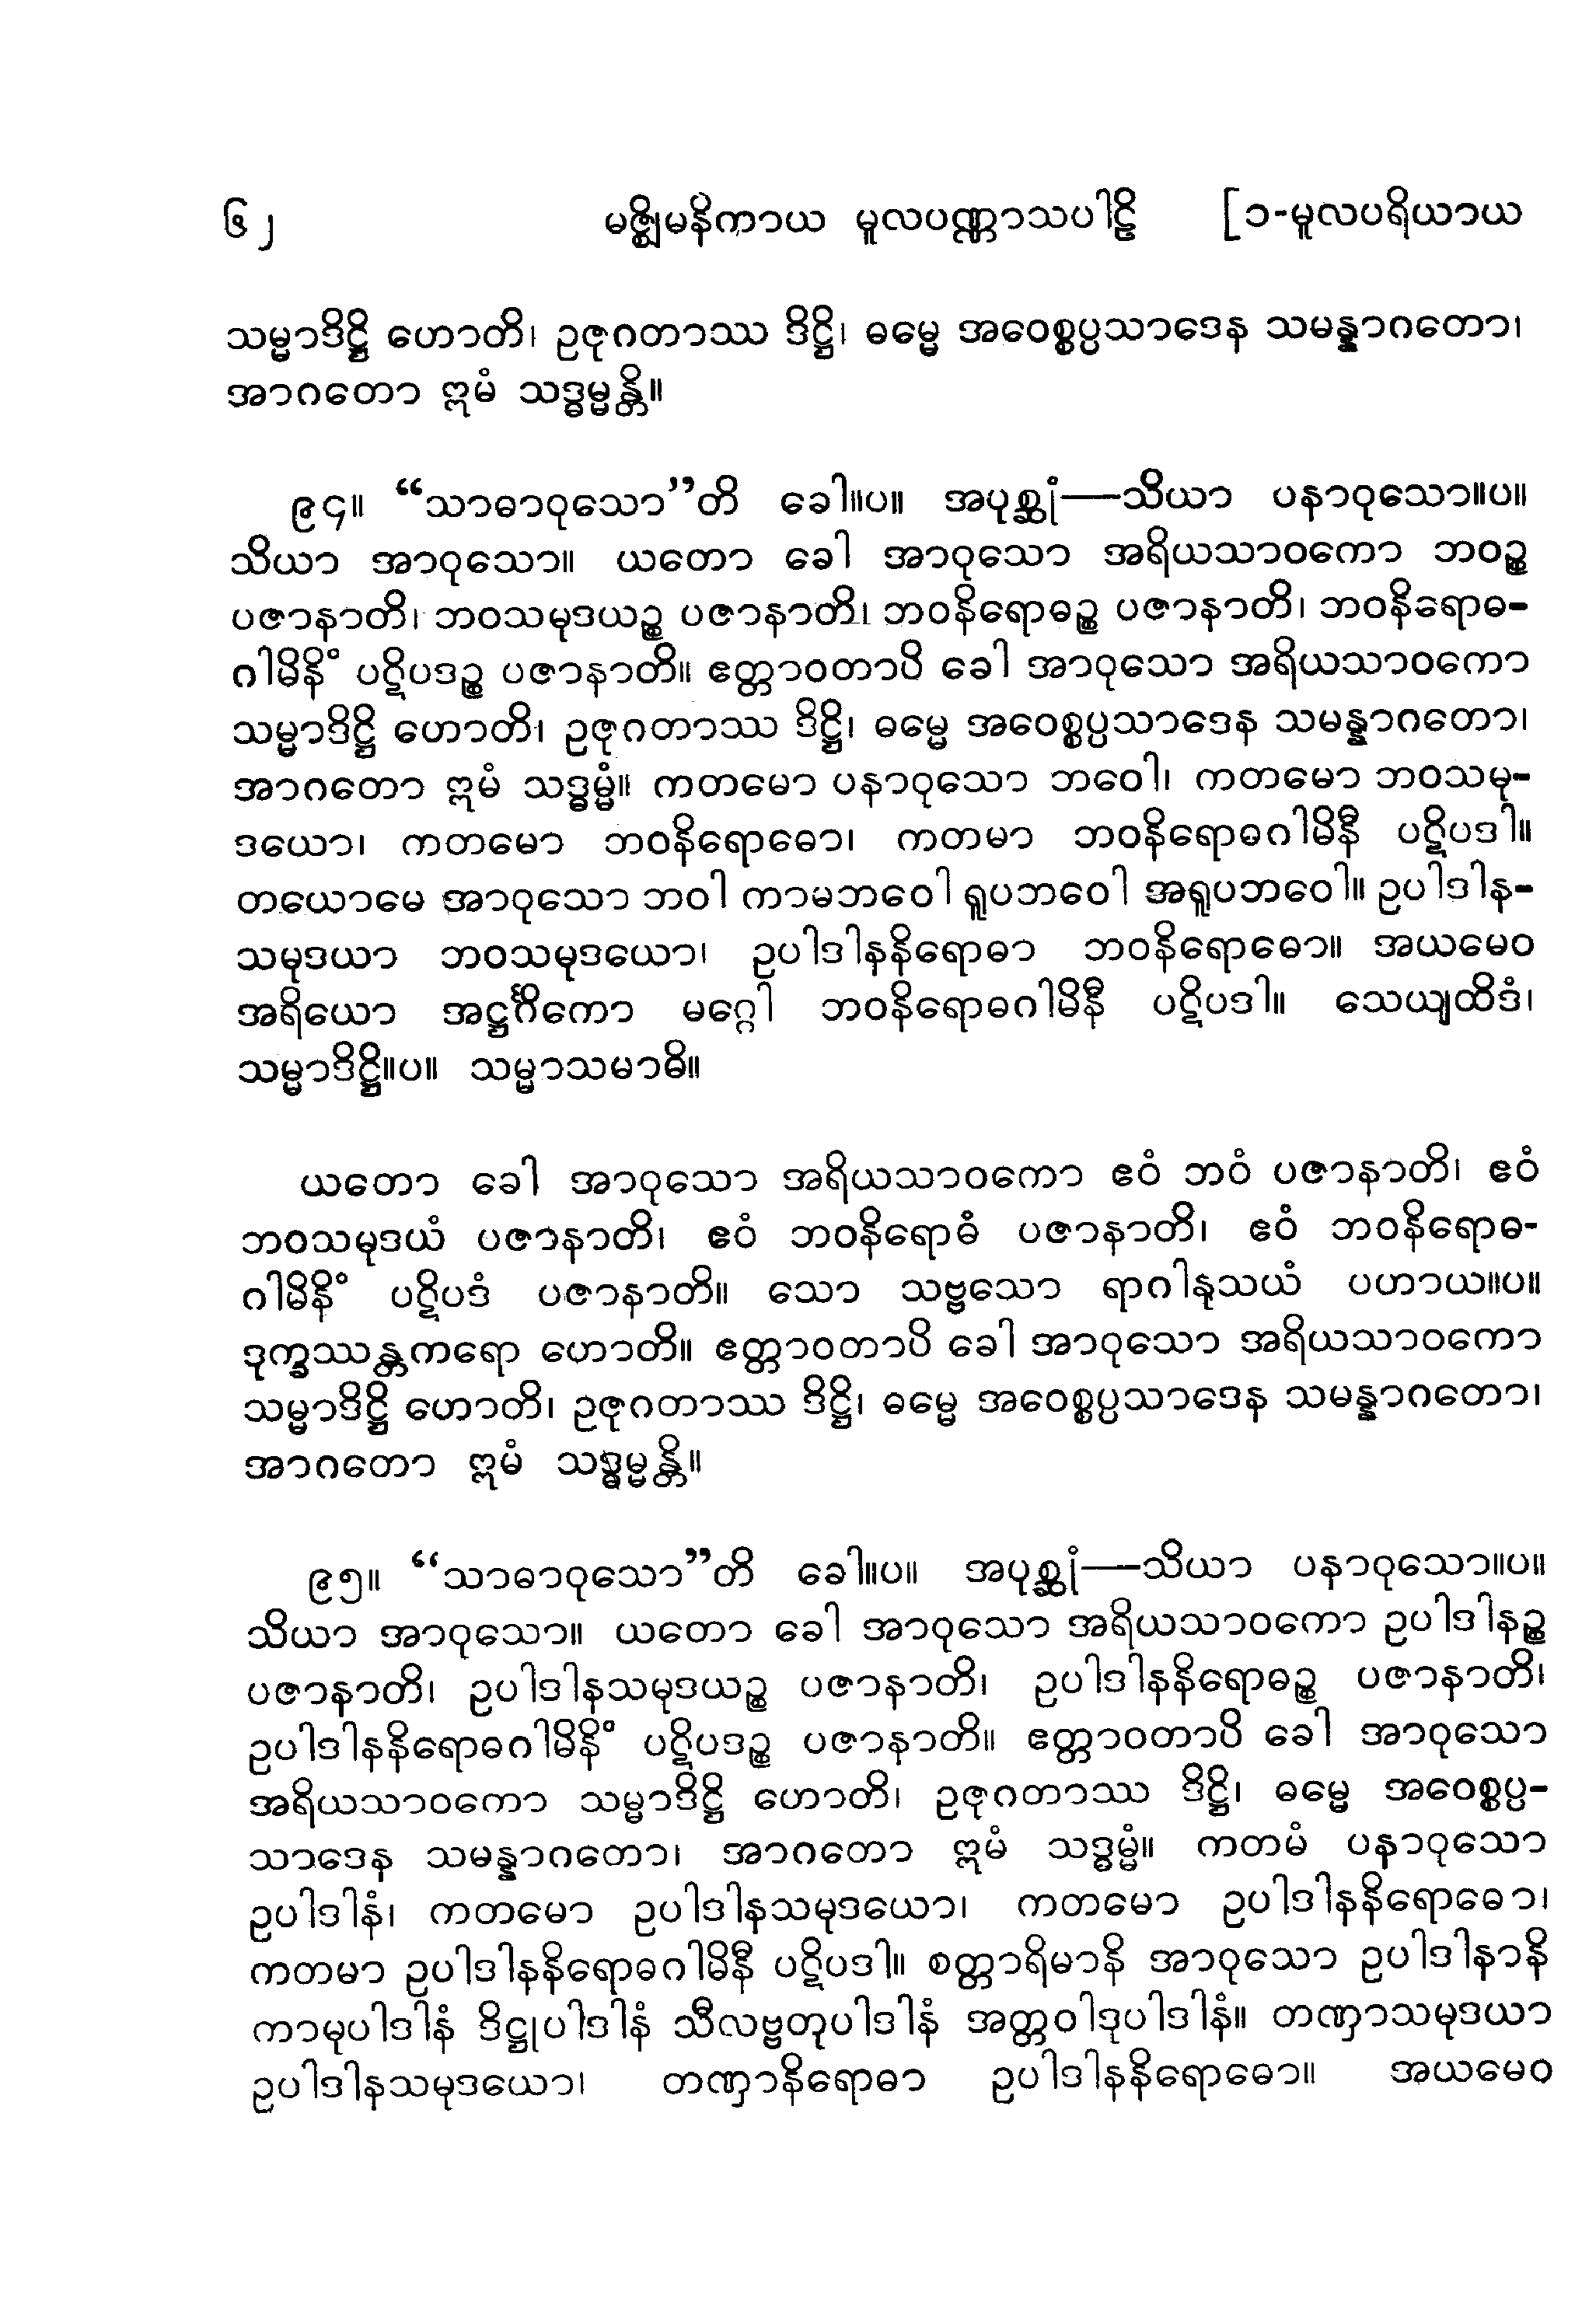 ၆၂ မဇ္ဈိမနိကာယ မူလပဏ္ဏာသပါဠိ [၁-မူလပရိယာယ
သမ္မာဒိဋ္ဌိ ဟောတိ၊ ဥဇုဂတာဿ ဒိဋ္ဌိ၊ ဓမ္မေ အဝေစ္စပ္ပသာဒေန သမန္နာဂတော၊
အာဂတော ဣမံ သဒ္ဓမ္မန္တိ။
၉၄။ “သာဓာဝုသော”တိ ခေါ။ပ။ အပုစ္ဆုံ—သိယာ ပနာဝုသော။ပ။
သိယာ အာဝုသော။ ယတော ခေါ အာဝုသော အရိယသာဝကော ဘဝဉ္စ
ပဇာနာတိ၊ ဘဝသမုဒယဉ္စ ပဇာနာတိ၊ ဘဝနိရောဓဉ္စ ပဇာနာတိ၊ ဘဝနိရောဓ-
ဂါမိနိံ ပဋိပဒဉ္စ ပဇာနာတိ။ ဧတ္တာဝတာပိ ခေါ အာဝုသော အရိယသာဝကော
သမ္မာဒိဋ္ဌိ ဟောတိ၊ ဥဇုဂတာဿ ဒိဋ္ဌိ၊ ဓမ္မေ အဝေစ္စပ္ပသာဒေန သမန္နာဂတော၊
အာဂတော ဣမံ သဒ္ဓမ္မံ။ ကတမော ပနာဝုသော ဘဝေါ၊ ကတမော ဘဝသမု-
ဒယော၊ ကတမော ဘဝနိရောဓော၊ ကတမာ ဘဝနိရောဓဂါမိနီ ပဋိပဒါ။
တယောမေ အာဝုသော ဘဝါ ကာမဘဝေါ ရူပဘဝေါ အရူပဘဝေါ။ ဥပါဒါန-
သမုဒယာ ဘဝသမုဒယော၊ ဥပါဒါနနိရောဓာ ဘဝနိရောဓော။ အယမေဝ
အရိယော အဋ္ဌင်္ဂိကော မဂ္ဂေါ ဘဝနိရောဓဂါမိနီ ပဋိပဒါ။ သေယျထိဒံ၊
သမ္မာဒိဋ္ဌိ။ပ။ သမ္မာသမာဓိ။
ယတော ခေါ အာဝုသော အရိယသာဝကော ဧဝံ ဘဝံ ပဇာနာတိ၊ ဧဝံ
ဘဝသမုဒယံ ပဇာနာတိ၊ ဧဝံ ဘဝနိရောဓံ ပဇာနာတိ၊ ဧဝံ ဘဝနိရောဓ-
ဂါမိနိံ ပဋိပဒံ ပဇာနာတိ။ သော သဗ္ဗသော ရာဂါနုသယံ ပဟာယ။ပ။
ဒုက္ခဿန္တကရော ဟောတိ။ ဧတ္တာဝတာပိ ခေါ အာဝုသော အရိယသာဝကော
သမ္မာဒိဋ္ဌိ ဟောတိ၊ ဥဇုဂတာဿ ဒိဋ္ဌိ၊ ဓမ္မေ အဝေစ္စပ္ပသာဒေန သမန္နာဂတော၊
အာဂတော ဣမံ သဒ္ဓမ္မန္တိ။
၉၅။ “သာဓာဝုသော”တိ ခေါ။ပ။ အပုစ္ဆုံ—သိယာ ပနာဝုသော။ပ။
သိယာ အာဝုသော။ ယတော ခေါ အာဝုသော အရိယသာဝကော ဥပါဒါနဉ္စ
ပဇာနာတိ၊ ဥပါဒါနသမုဒယဉ္စ ပဇာနာတိ၊ ဥပါဒါနနိရောဓဉ္စ ပဇာနာတိ၊
ဥပါဒါနနိရောဓဂါမိနိံ ပဋိပဒဉ္စ ပဇာနာတိ။ ဧတ္တာဝတာပိ ခေါ အာဝုသော
အရိယသာဝကော သမ္မာဒိဋ္ဌိ ဟောတိ၊ ဥဇုဂတာဿ ဒိဋ္ဌိ၊ ဓမ္မေ အဝေစ္စပ္ပ-
သာဒေန သမန္နာဂတော၊ အာဂတော ဣမံ သဒ္ဓမ္မံ။ ကတမံ ပနာဝုသော
ဥပါဒါနံ၊ ကတမော ဥပါဒါနသမုဒယော၊ ကတမော ဥပါဒါနနိရောဓော၊
ကတမာ ဥပါဒါနနိရောဓဂါမိနီ ပဋိပဒါ။ စတ္တာရိမာနိ အာဝုသော ဥပါဒါနာနိ
ကာမုပါဒါနံ ဒိဋ္ဌုပါဒါနံ သီလဗ္ဗတုပါဒါနံ အတ္တဝါဒုပါဒါနံ။ တဏှာသမုဒယာ
ဥပါဒါနသမုဒယော၊ တဏှာနိရောဓာ ဥပါဒါနနိရောဓော။ အယမေဝ